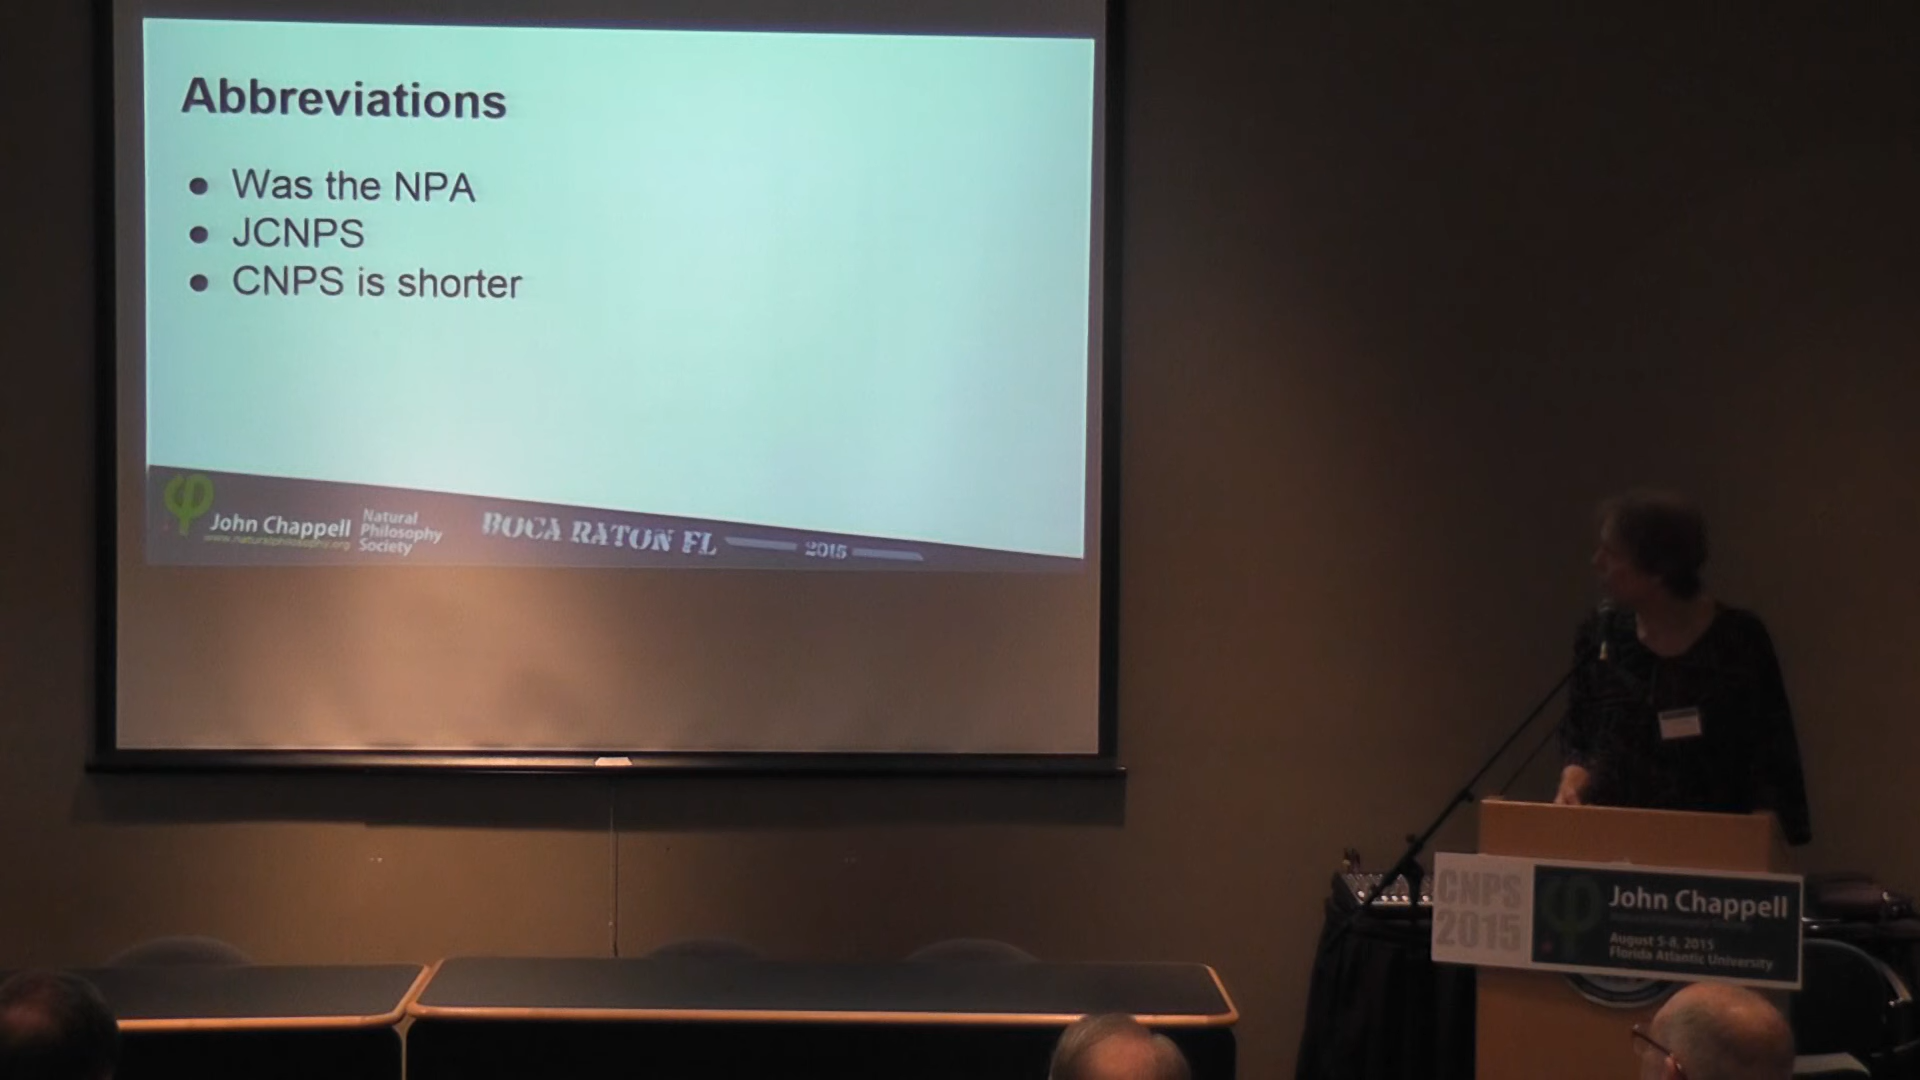 Abbreviations
● Was the NPA
● JCNPS
● CNPS is shorter
John Chappell
www.naturalphilosophy.org
Natural
Philosophy
Society
BOCA RATON FL
2015
CNPS
2015
John Chappell
August 5-8, 2015
Florida Atlantic University